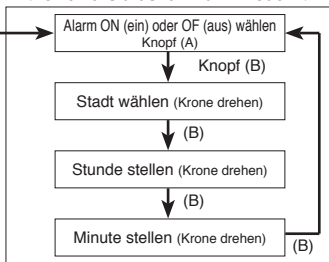 Alarm ON (ein) oder OF (aus) wählen
Knopf (A)
Knopf (B)
Stadt wählen (Krone drehen)
(B)
Stunde stellen (Krone drehen)
(B)
Minute stellen (Krone drehen)
(B)